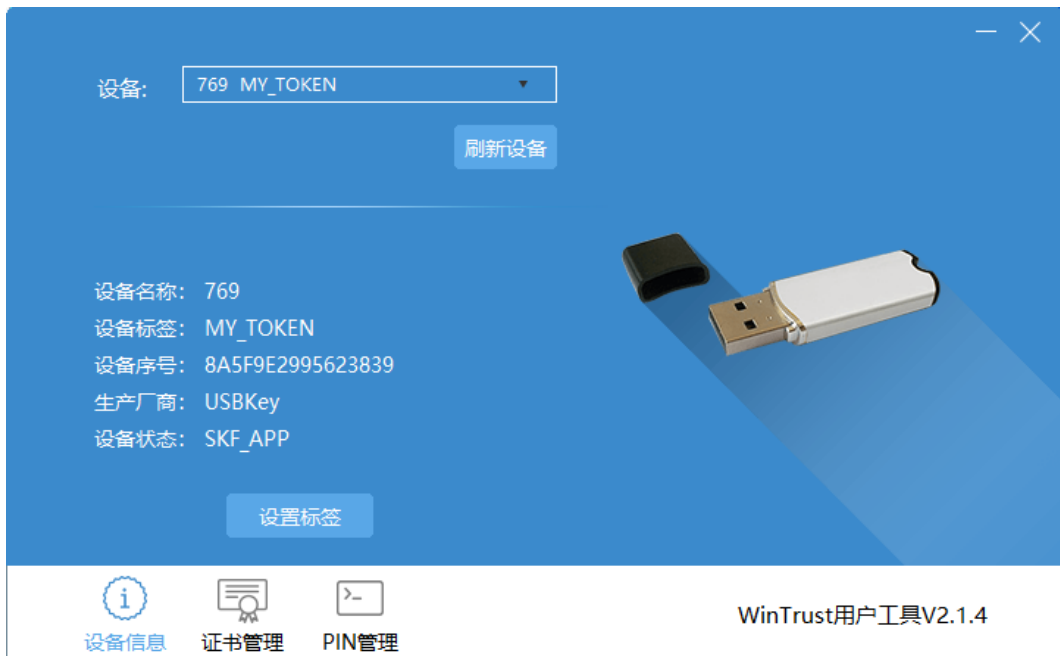 设备: 769 MY_TOKEN
刷新设备
设备名称: 769
设备标签: MY_TOKEN
设备序号: 8A5F9E2995623839
生产厂商: USBKey
设备状态: SKF_APP
设置标签
设备信息 证书管理 PIN管理
WinTrust用户工具V2.1.4